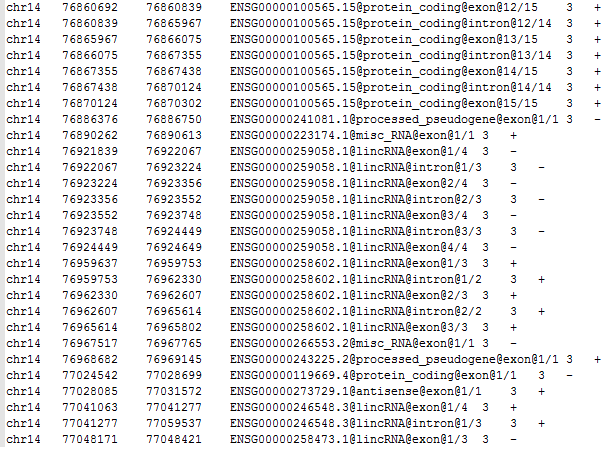 chr14 76860692 76860839 ENSG00000100565.15@protein_coding@exon@12/15 3 +
chr14 76860839 76865967 ENSG00000100565.15@protein_coding@intron@12/14 3 +
chr14 76865967 76866075 ENSG00000100565.15@protein_coding@exon@13/15 3 +
chr14 76866075 76867355 ENSG00000100565.15@protein_coding@intron@13/14 3 +
chr14 76867355 76867438 ENSG00000100565.15@protein_coding@exon@14/15 3 +
chr14 76867438 76870124 ENSG00000100565.15@protein_coding@intron@14/14 3 +
chr14 76870124 76870302 ENSG00000100565.15@protein_coding@exon@15/15 3 +
chr14 76886376 76886750 ENSG00000241081.1@processed_pseudogene@exon@1/1 3 -
chr14 76890262 76890613 ENSG00000223174.1@misc_RNA@exon@1/1 3 +
chr14 76921839 76922067 ENSG00000259058.1@lincRNA@exon@1/4 3 -
chr14 76922067 76923224 ENSG00000259058.1@lincRNA@intron@1/3 3 -
chr14 76923224 76923356 ENSG00000259058.1@lincRNA@exon@2/4 3 -
chr14 76923356 76923552 ENSG00000259058.1@lincRNA@intron@2/3 3 -
chr14 76923552 76923748 ENSG00000259058.1@lincRNA@exon@3/4 3 -
chr14 76923748 76924449 ENSG00000259058.1@lincRNA@intron@3/3 3 -
chr14 76924449 76924649 ENSG00000259058.1@lincRNA@exon@4/4 3 -
chr14 76959637 76959753 ENSG00000258602.1@lincRNA@exon@1/3 3 +
chr14 76959753 76962330 ENSG00000258602.1@lincRNA@intron@1/2 3 +
chr14 76962330 76962607 ENSG00000258602.1@lincRNA@exon@2/3 3 +
chr14 76962607 76965614 ENSG00000258602.1@lincRNA@intron@2/2 3 +
chr14 76965614 76965802 ENSG00000258602.1@lincRNA@exon@3/3 3 +
chr14 76967517 76967765 ENSG00000266553.2@misc_RNA@exon@1/1 3 -
chr14 76968682 76969145 ENSG00000243225.2@processed_pseudogene@exon@1/1 3 +
chr14 77024542 77028699 ENSG00000119669.4@protein_coding@exon@1/1 3 -
chr14 77028085 77031572 ENSG00000273729.1@antisense@exon@1/1 3 +
chr14 77041063 77041277 ENSG00000246548.3@lincRNA@exon@1/4 3 +
chr14 77041277 77059537 ENSG00000246548.3@lincRNA@intron@1/3 3 +
chr14 77048171 77048421 ENSG00000258473.1@lincRNA@exon@1/3 3 -